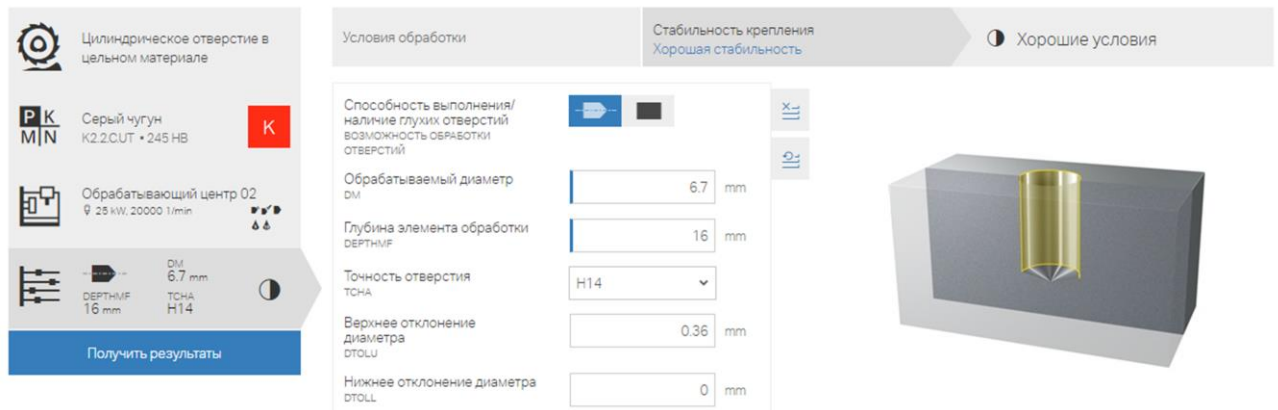 Цилиндрическое отверстие в
цельном материале
P K
M N
Серый чугун
K2.2.CUT • 245 HB
K
Обрабатывающий центр 02
25 kW, 20000 1/min
DM
6.7 mm
DEPTHMF
16 mm
TCHA
H14
Получить результаты
Условия обработки
Стабильность крепления
Хорошая стабильность
Хорошие условия
Способность выполнения/
наличие глухих отверстий
ВОЗМОЖНОСТЬ ОБРАБОТКИ
ОТВЕРСТИЙ
Обрабатываемый диаметр
DM
6.7 mm
Глубина элемента обработки
DEPTHMF
16 mm
Точность отверстия
TCHA
H14
Верхнее отклонение
диаметра
DTOLU
0.36 mm
Нижнее отклонение диаметра
DTOLL
0 mm